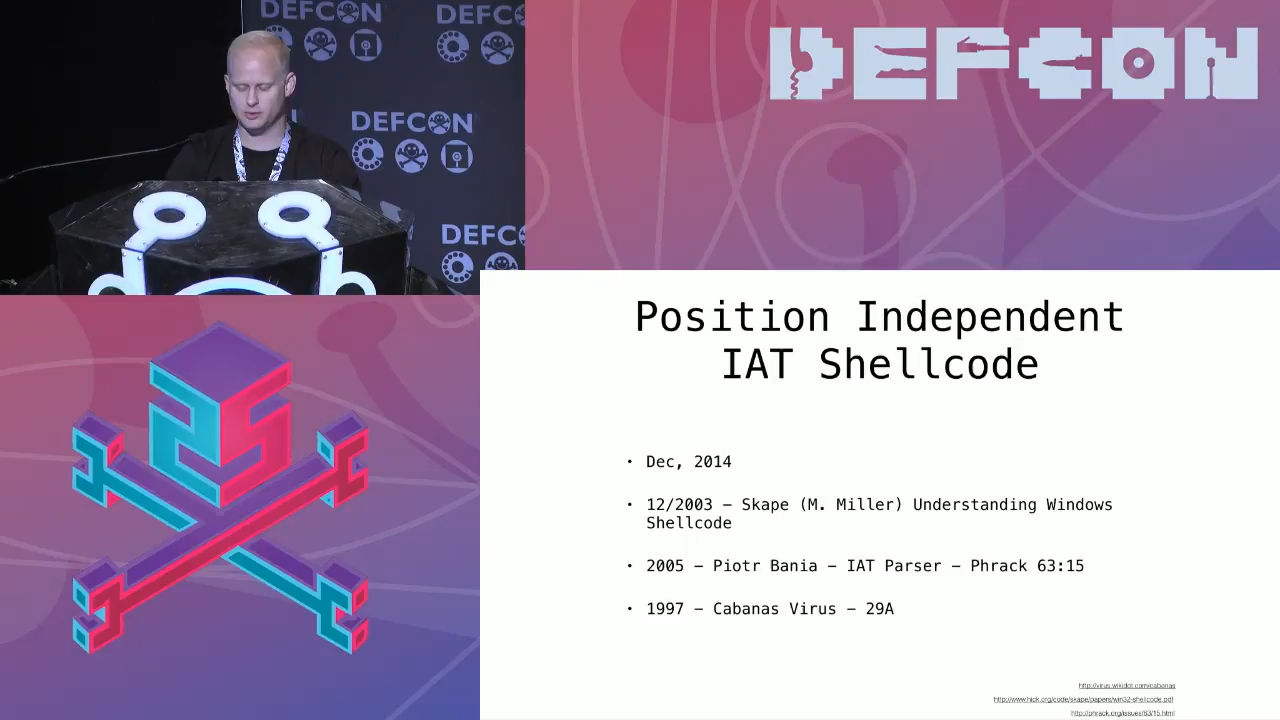 DEFCON
DEFC
DEFCON
DEFC
DEFCON
Position Independent
IAT Shellcode
• Dec, 2014
• 12/2003 – Skape (M. Miller) Understanding Windows
Shellcode
• 2005 – Piotr Bania – IAT Parser – Phrack 63:15
• 1997 – Cabanas Virus – 29A
http://virus.wikidot.com/cabanas
http://www.hick.org/code/skape/papers/win32-shellcode.pdf
http://phrack.org/issues/63/15.html